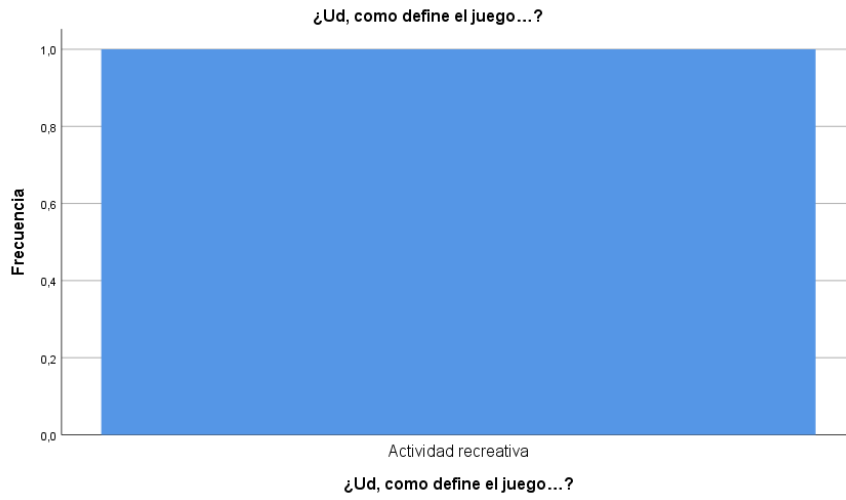 ¿Ud, como define el juego…?
1,0
0,8
0,6
0,4
0,2
0,0
Frecuencia
Actividad recreativa
¿Ud, como define el juego…?